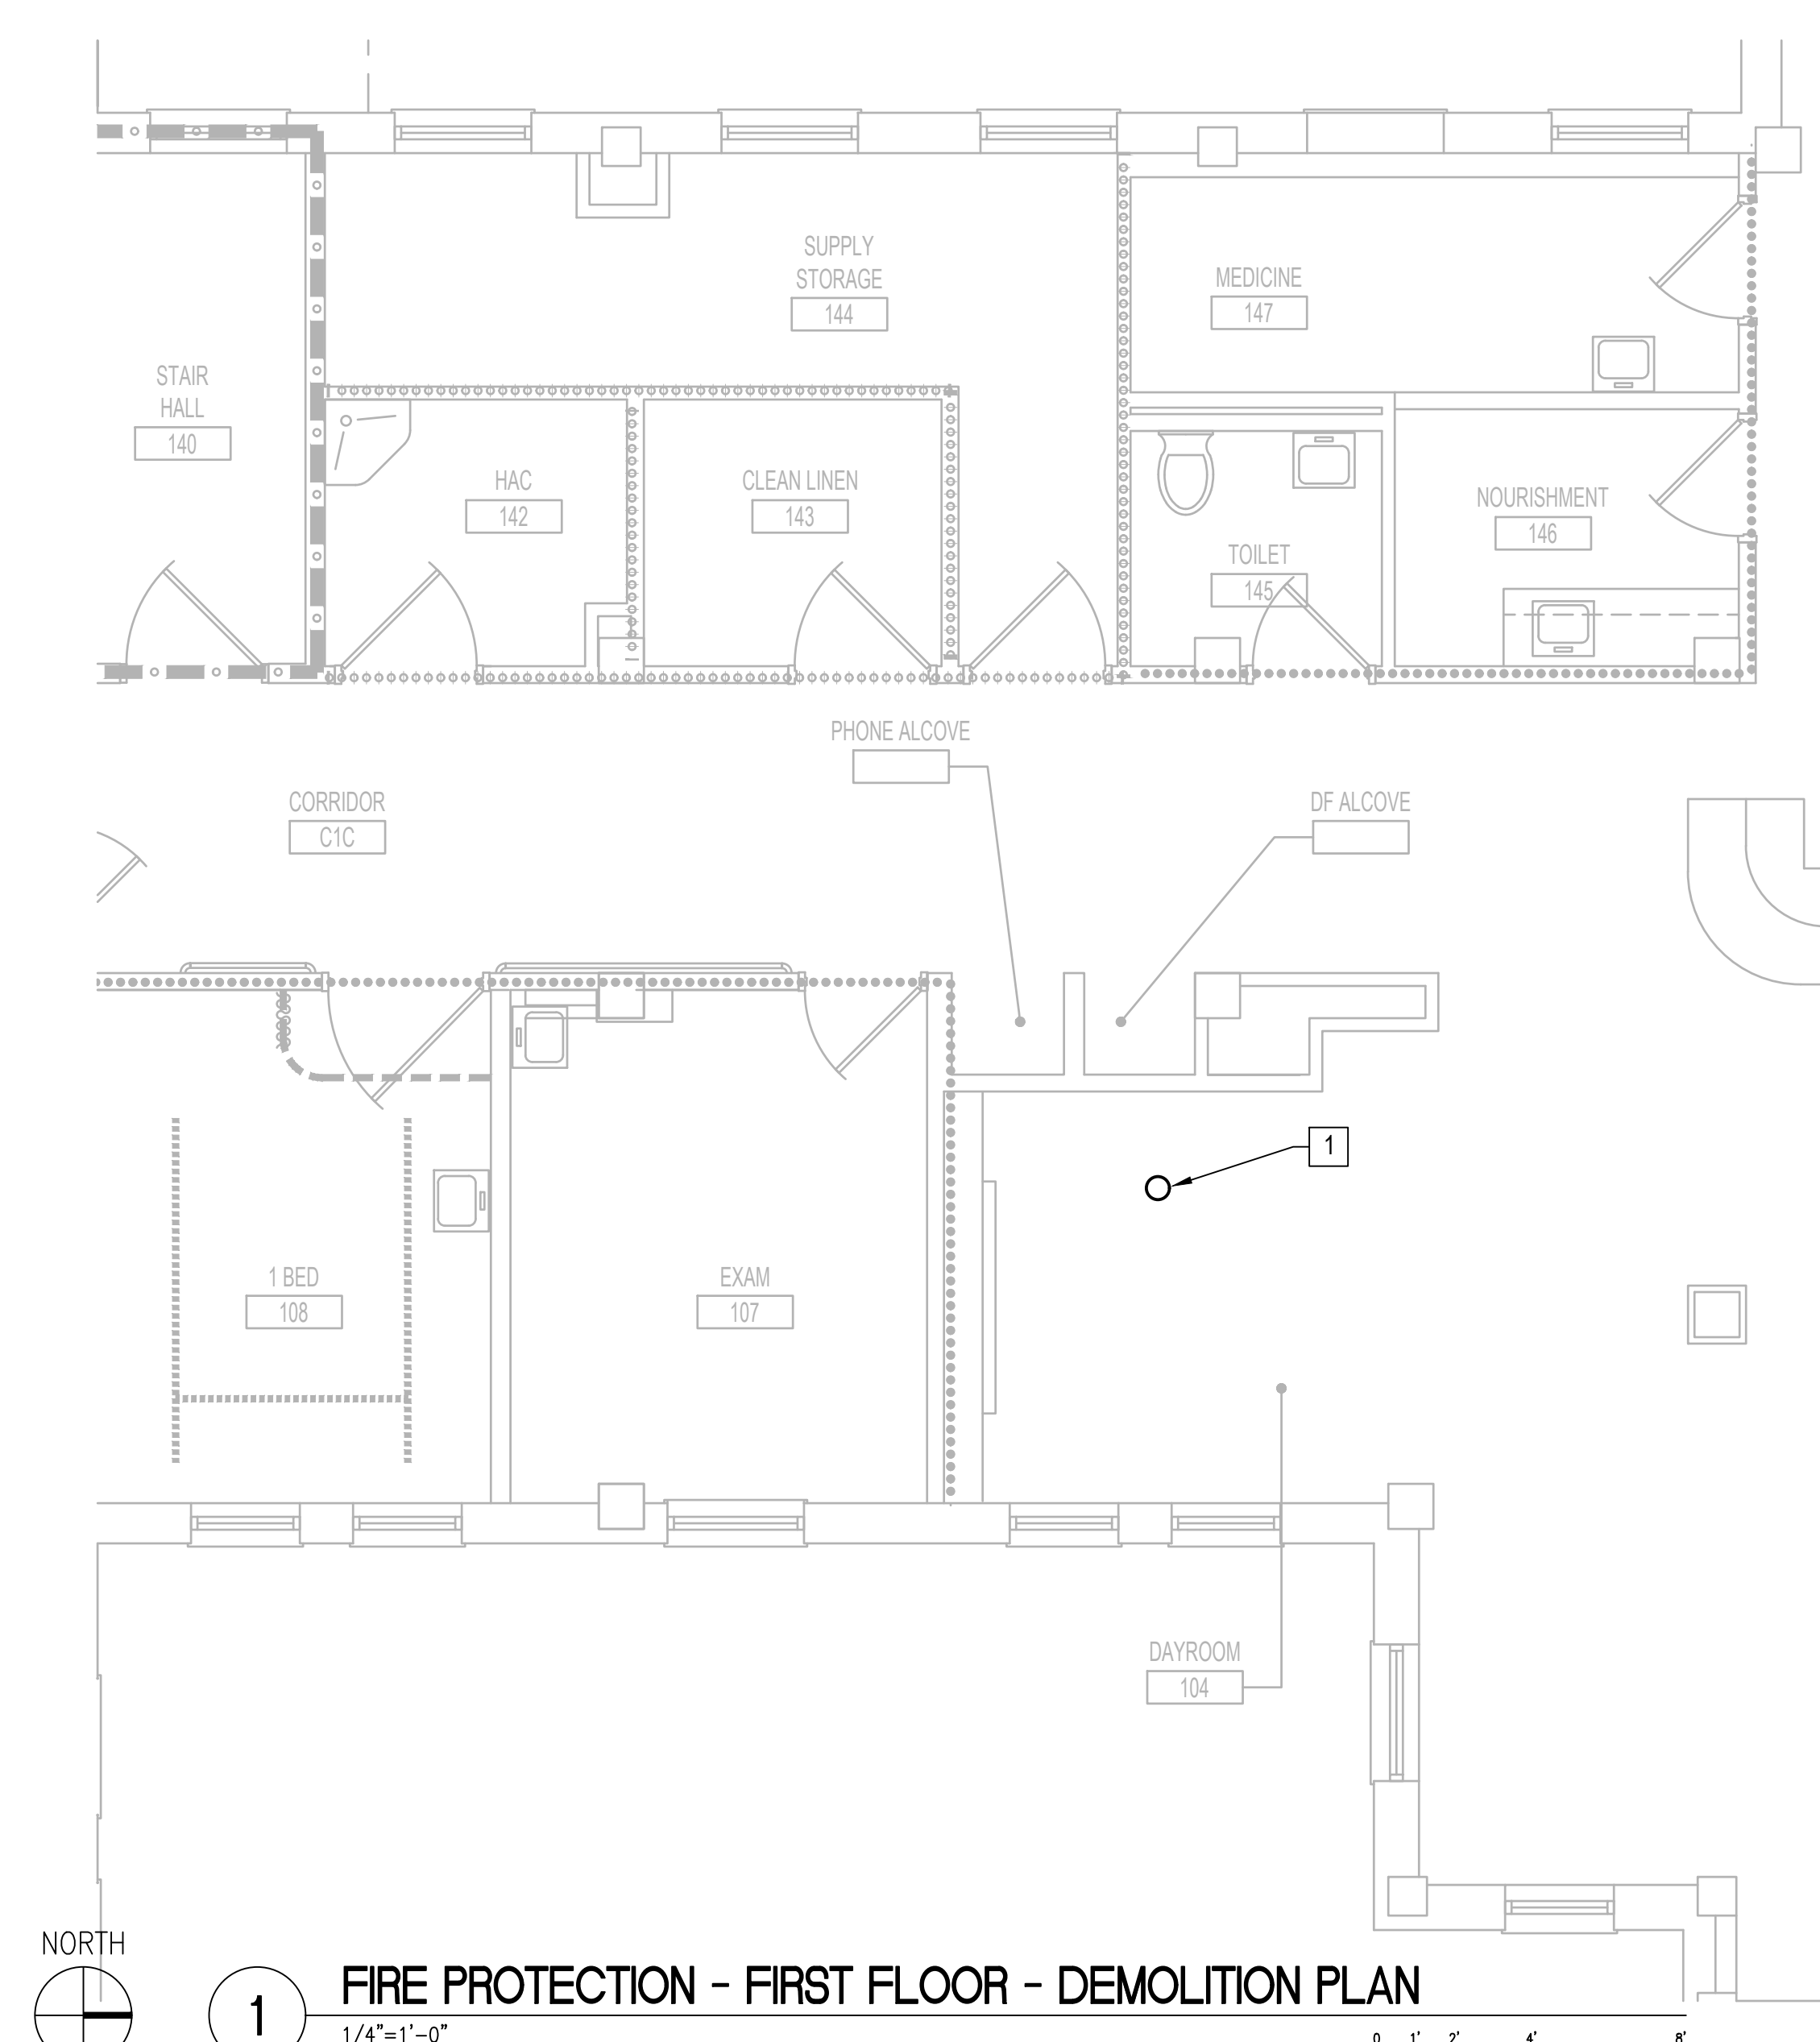 SUPPLY
STORAGE
144
MEDICINE
147
STAIR
HALL
140
HAC
142
CLEAN LINEN
143
NOURISHMENT
146
TOILET
145
PHONE ALCOVE
DF ALCOVE
CORRIDOR
C1C
1
1 BED
108
EXAM
107
DAYROOM
104
NORTH
1
FIRE PROTECTION - FIRST FLOOR - DEMOLITION PLAN
1/4"=1'-0"
0 1' 2' 4' 8'